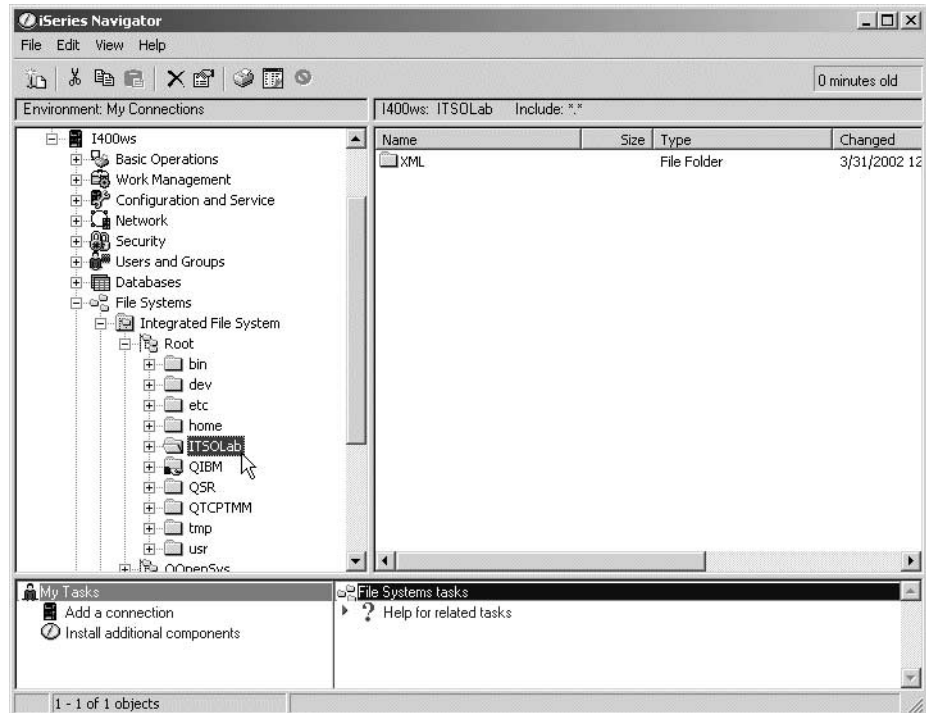 iSeries Navigator
File Edit View Help
0 minutes old
Environment: My Connections
I400ws: ITSOLab Include: *.*
I400ws
Basic Operations
Work Management
Configuration and Service
Network
Security
Users and Groups
Databases
File Systems
Integrated File System
Root
bin
dev
etc
home
ITSOLab
QIBM
QSR
QTCPTMM
tmp
usr
QOpenSys
Name Size Type Changed
XML File Folder 3/31/2002 12
My Tasks
Add a connection
Install additional components
File Systems tasks
Help for related tasks
1 - 1 of 1 objects